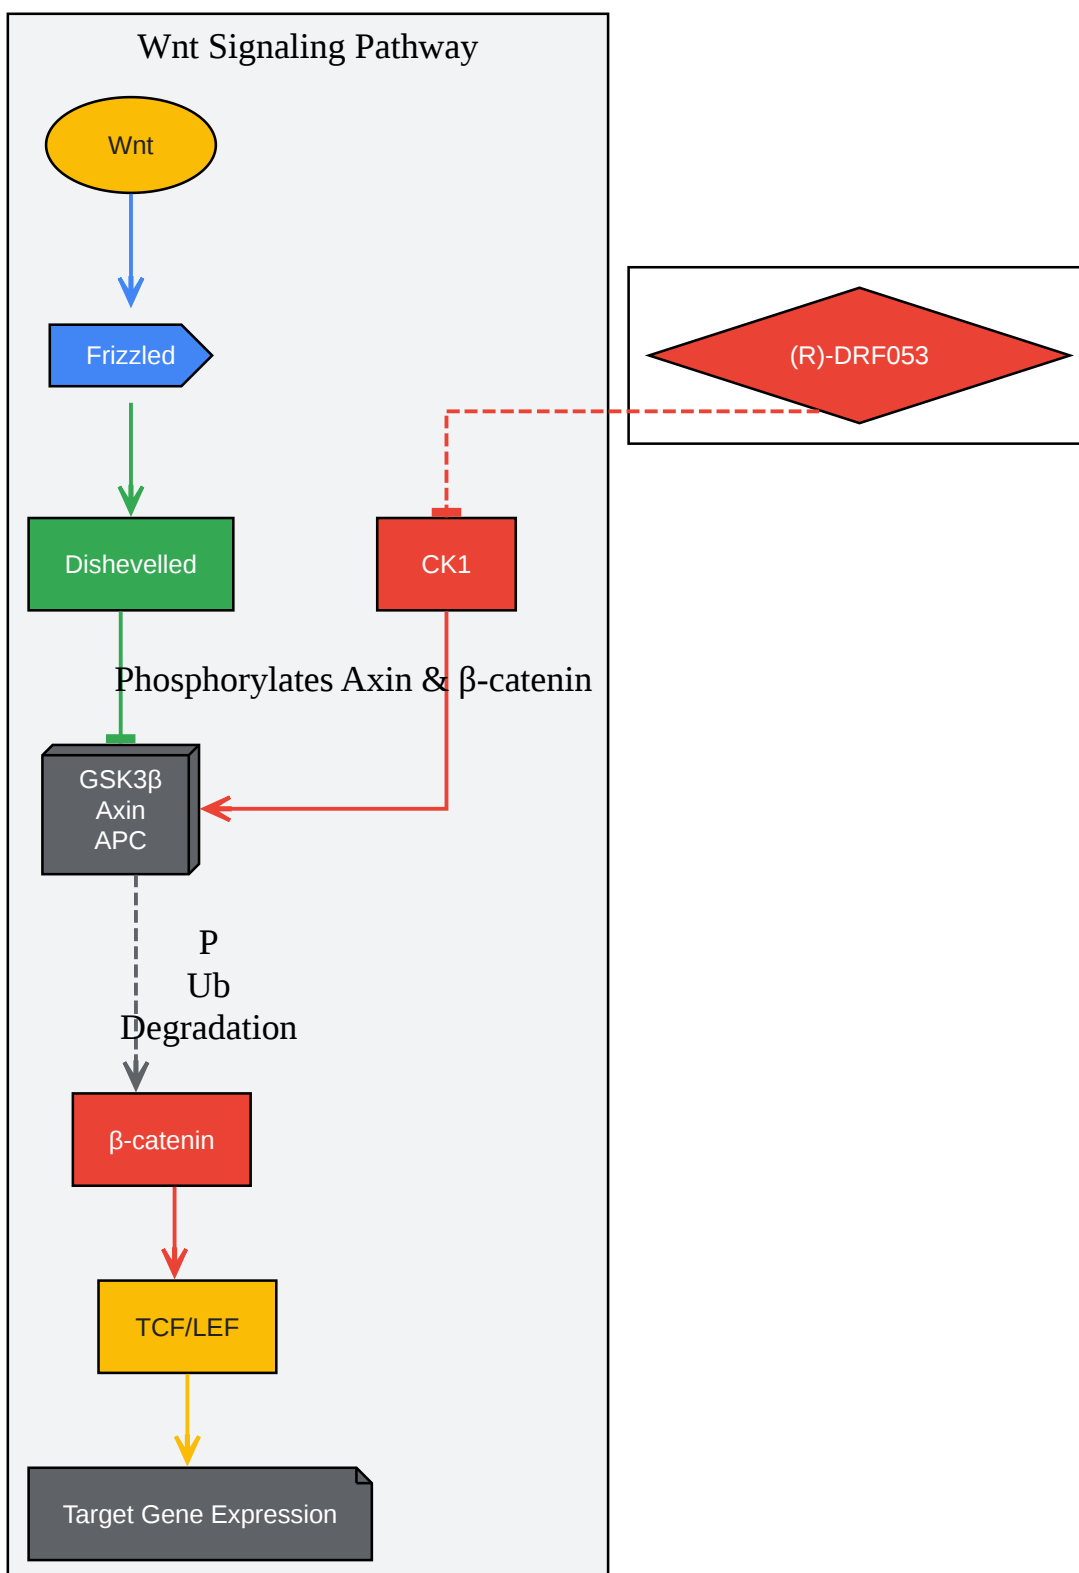 Wnt Signaling Pathway
Wnt
Frizzled
(R)-DRF053
Dishevelled
CK1
Phosphorylates Axin & β-catenin
GSK3β
Axin
APC
P
Ub
Degradation
β-catenin
TCF/LEF
Target Gene Expression